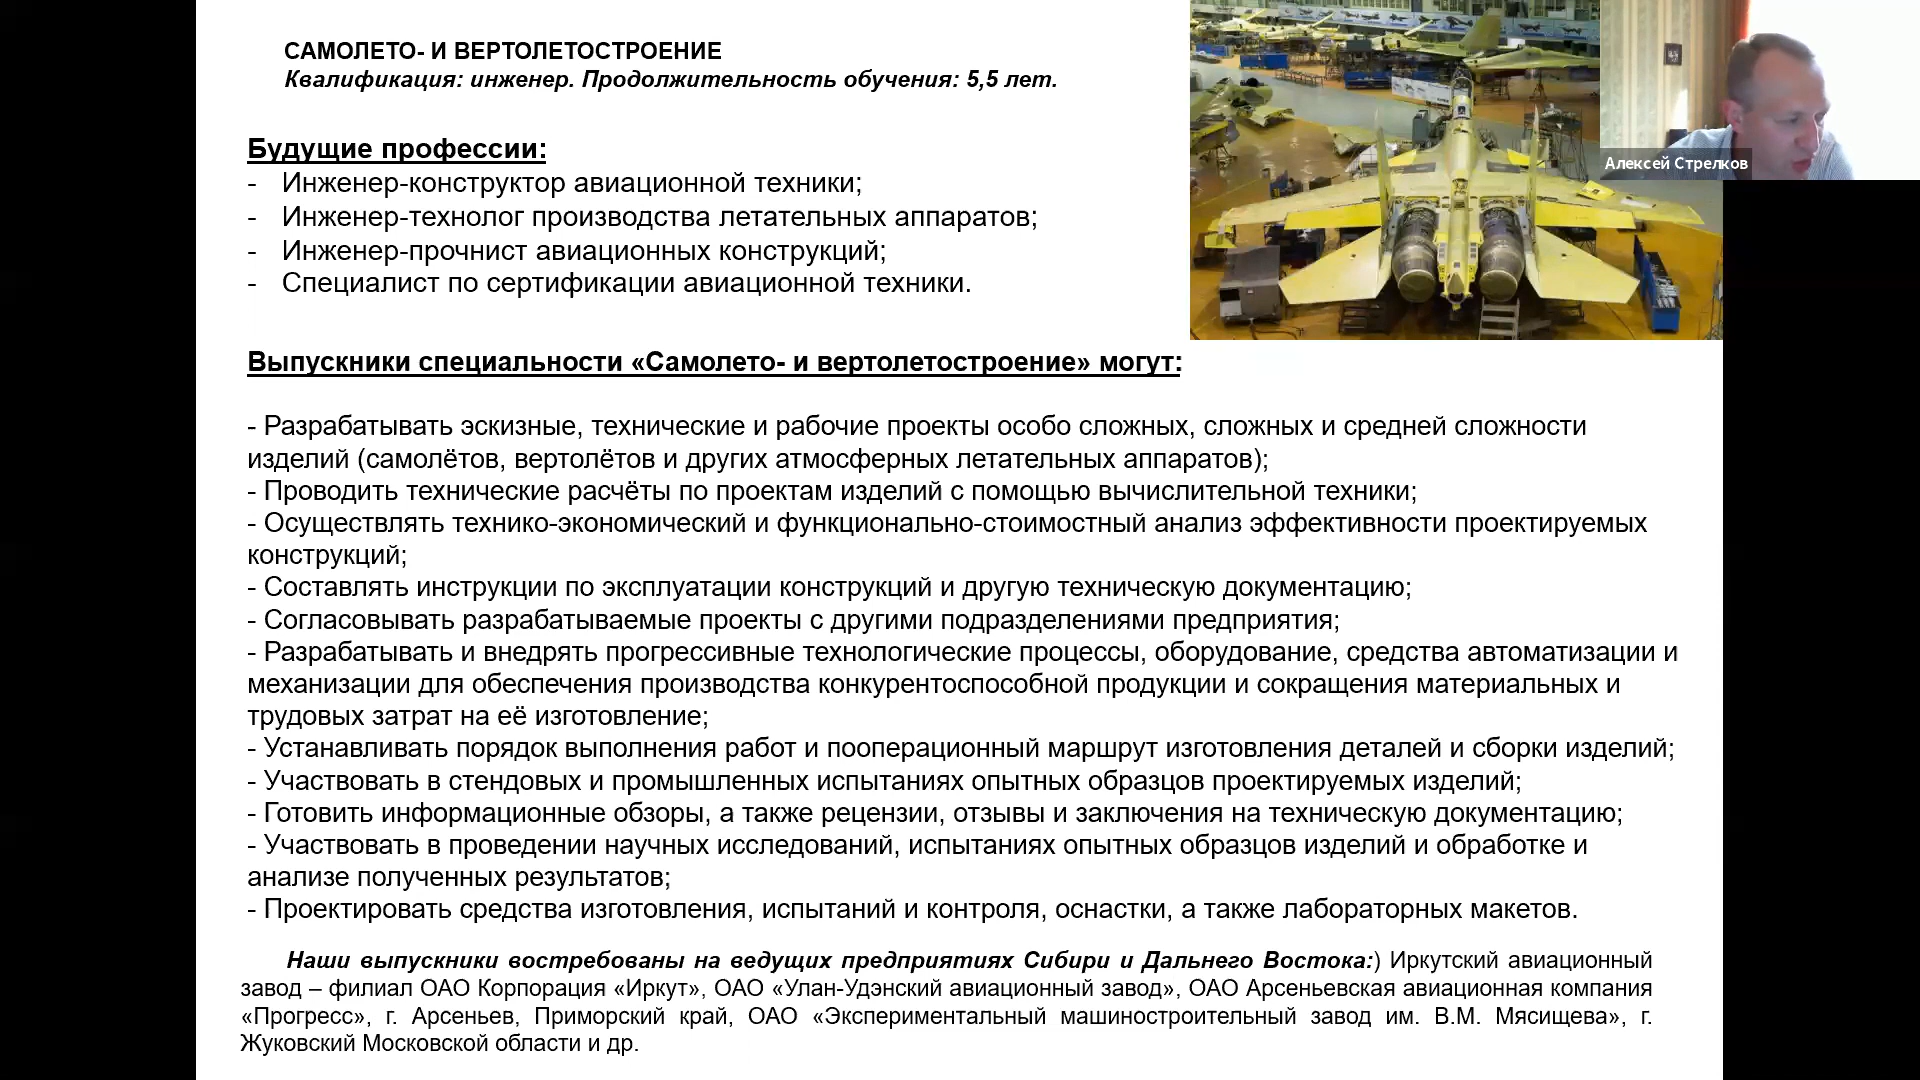 САМОЛЕТО- И ВЕРТОЛЕТОСТРОЕНИЕ
Квалификация: инженер. Продолжительность обучения: 5,5 лет.
Алексей Стрелков
Будущие профессии:
- Инженер-конструктор авиационной техники;
- Инженер-технолог производства летательных аппаратов;
- Инженер-прочнист авиационных конструкций;
- Специалист по сертификации авиационной техники.
Выпускники специальности «Самолето- и вертолетостроение» могут:
- Разрабатывать эскизные, технические и рабочие проекты особо сложных, сложных и средней сложности
изделий (самолётов, вертолётов и других атмосферных летательных аппаратов);
- Проводить технические расчёты по проектам изделий с помощью вычислительной техники;
- Осуществлять технико-экономический и функционально-стоимостный анализ эффективности проектируемых
конструкций;
- Составлять инструкции по эксплуатации конструкций и другую техническую документацию;
- Согласовывать разрабатываемые проекты с другими подразделениями предприятия;
- Разрабатывать и внедрять прогрессивные технологические процессы, оборудование, средства автоматизации и
механизации для обеспечения производства конкурентоспособной продукции и сокращения материальных и
трудовых затрат на её изготовление;
- Устанавливать порядок выполнения работ и пооперационный маршрут изготовления деталей и сборки изделий;
- Участвовать в стендовых и промышленных испытаниях опытных образцов проектируемых изделий;
- Готовить информационные обзоры, а также рецензии, отзывы и заключения на техническую документацию;
- Участвовать в проведении научных исследований, испытаниях опытных образцов изделий и обработке и
анализе полученных результатов;
- Проектировать средства изготовления, испытаний и контроля, оснастки, а также лабораторных макетов.
Наши выпускники востребованы на ведущих предприятиях Сибири и Дальнего Востока:) Иркутский авиационный
завод – филиал ОАО Корпорация «Иркут», ОАО «Улан-Удэнский авиационный завод», ОАО Арсеньевская авиационная компания
«Прогресс», г. Арсеньев, Приморский край, ОАО «Экспериментальный машиностроительный завод им. В.М. Мясищева», г.
Жуковский Московской области и др.